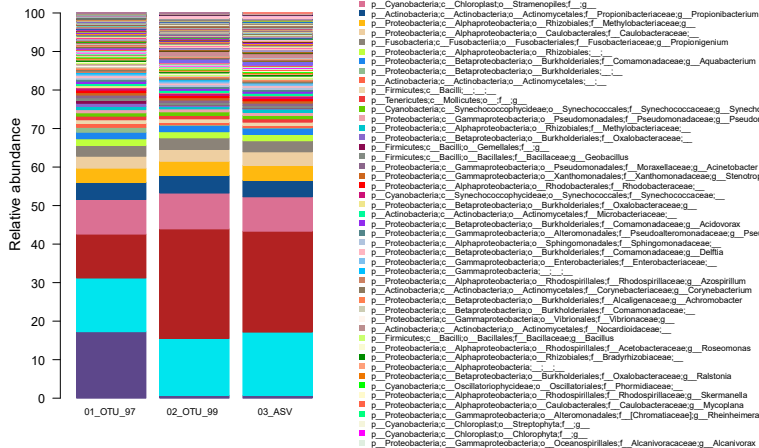 100
90
80
70
60
50
40
30
20
10
0
Relative abundance
01_OTU_97
02_OTU_99
03_ASV
p__Cyanobacteria;c__Chloroplast;o__Stramenopiles;f__;g__
p__Actinobacteria;c__Actinobacteria;o__Actinomycetales;f__Propionibacteriaceae;g__Propionibacterium
p__Proteobacteria;c__Alphaproteobacteria;o__Rhizobiales;f__Methylobacteriaceae;g__
p__Proteobacteria;c__Alphaproteobacteria;o__Caulobacterales;f__Caulobacteraceae;__
p__Fusobacteria;c__Fusobacteriia;o__Fusobacteriales;f__Fusobacteriaceae;g__Propionigenium
p__Proteobacteria;c__Alphaproteobacteria;o__Rhizobiales;__;__
p__Proteobacteria;c__Betaproteobacteria;o__Burkholderiales;f__Comamonadaceae;g__Aquabacterium
p__Proteobacteria;c__Betaproteobacteria;o__Burkholderiales;__;__
p__Actinobacteria;c__Actinobacteria;o__Actinomycetales;__;__
p__Firmicutes;c__Bacilli;__;__;__
p__Tenericutes;c__Mollicutes;o__;f__;g__
p__Cyanobacteria;c__Synechococcophycideae;o__Synechococcales;f__Synechococcaceae;g__Synecho
p__Proteobacteria;c__Gammaproteobacteria;o__Pseudomonadales;f__Pseudomonadaceae;g__Pseudo
p__Proteobacteria;c__Alphaproteobacteria;o__Rhizobiales;f__Methylobacteriaceae;__
p__Proteobacteria;c__Betaproteobacteria;o__Burkholderiales;f__Oxalobacteraceae;__
p__Firmicutes;c__Bacilli;o__Gemellales;f__;g__
p__Firmicutes;c__Bacilli;o__Bacillales;f__Bacillaceae;g__Geobacillus
p__Proteobacteria;c__Gammaproteobacteria;o__Pseudomonadales;f__Moraxellaceae;g__Acinetobacter
p__Proteobacteria;c__Gammaproteobacteria;o__Xanthomonadales;f__Xanthomonadaceae;g__Stenotrop
p__Proteobacteria;c__Alphaproteobacteria;o__Rhodobacterales;f__Rhodobacteraceae;__
p__Cyanobacteria;c__Synechococcophycideae;o__Synechococcales;f__Synechococcaceae;__
p__Proteobacteria;c__Betaproteobacteria;o__Burkholderiales;f__Oxalobacteraceae;g__
p__Actinobacteria;c__Actinobacteria;o__Actinomycetales;f__Microbacteriaceae;__
p__Proteobacteria;c__Betaproteobacteria;o__Burkholderiales;f__Comamonadaceae;g__Acidovorax
p__Proteobacteria;c__Gammaproteobacteria;o__Alteromonadales;f__Pseudoalteromonadaceae;g__Pse
p__Proteobacteria;c__Alphaproteobacteria;o__Sphingomonadales;f__Sphingomonadaceae;__
p__Proteobacteria;c__Betaproteobacteria;o__Burkholderiales;f__Comamonadaceae;g__Delftia
p__Proteobacteria;c__Gammaproteobacteria;o__Enterobacteriales;f__Enterobacteriaceae;__
p__Proteobacteria;c__Gammaproteobacteria;__;__;__
p__Proteobacteria;c__Alphaproteobacteria;o__Rhodospirillales;f__Rhodospirillaceae;g__Azospirillum
p__Actinobacteria;c__Actinobacteria;o__Actinomycetales;f__Corynebacteriaceae;g__Corynebacterium
p__Proteobacteria;c__Betaproteobacteria;o__Burkholderiales;f__Alcaligenaceae;g__Achromobacter
p__Proteobacteria;c__Betaproteobacteria;o__Burkholderiales;f__Comamonadaceae;__
p__Proteobacteria;c__Gammaproteobacteria;o__Vibrionales;f__Vibrionaceae;g__
p__Actinobacteria;c__Actinobacteria;o__Actinomycetales;f__Nocardioidaceae;__
p__Firmicutes;c__Bacilli;o__Bacillales;f__Bacillaceae;g__Bacillus
p__Proteobacteria;c__Alphaproteobacteria;o__Rhodospirillales;f__Acetobacteraceae;g__Roseomonas
p__Proteobacteria;c__Alphaproteobacteria;o__Rhizobiales;f__Bradyrhizobiaceae;__
p__Proteobacteria;c__Alphaproteobacteria;__;__;__
p__Proteobacteria;c__Betaproteobacteria;o__Burkholderiales;f__Oxalobacteraceae;g__Ralstonia
p__Cyanobacteria;c__Oscillatoriophycideae;o__Oscillatoriales;f__Phormidiaceae;__
p__Proteobacteria;c__Alphaproteobacteria;o__Rhodospirillales;f__Rhodospirillaceae;g__Skermanella
p__Proteobacteria;c__Alphaproteobacteria;o__Caulobacterales;f__Caulobacteraceae;g__Mycoplana
p__Proteobacteria;c__Gammaproteobacteria;o__Alteromonadales;f__[Chromatiaceae];g__Rheinheimera
p__Cyanobacteria;c__Chloroplast;o__Streptophyta;f__;g__
p__Cyanobacteria;c__Chloroplast;o__Chlorophyta;f__;g__
p__Proteobacteria;c__Gammaproteobacteria;o__Oceanospirillales;f__Alcanivoracaceae;g__Alcanivorax